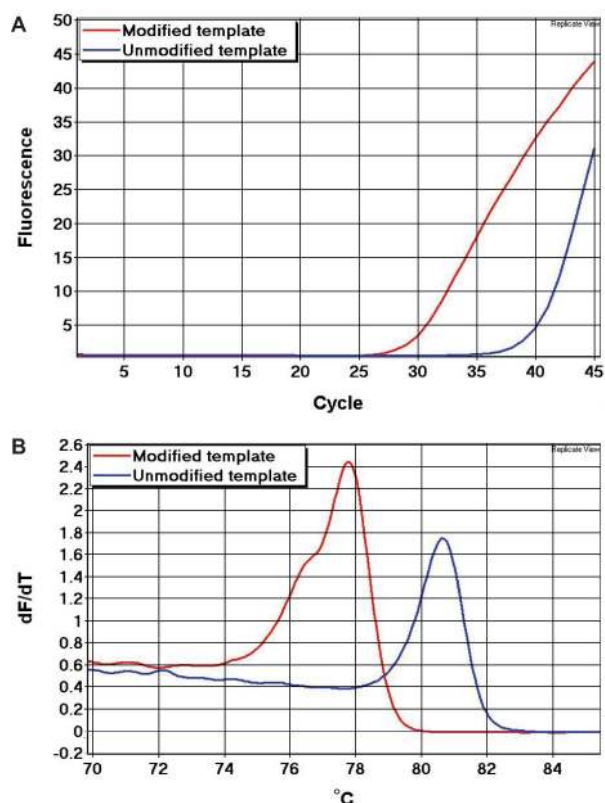 A
Modified template
Unmodified template
Replicate View
50
45
40
35
30
25
20
15
10
5
Fluorescence
5 10 15 20 25 30 35 40 45
Cycle
B
Modified template
Unmodified template
Replicate View
2.6
2.4
2.2
2
1.8
1.6
1.4
1.2
1
0.8
0.6
0.4
0.2
0
-0.2
dF/dT
70 72 74 76 78 80 82 84
°C